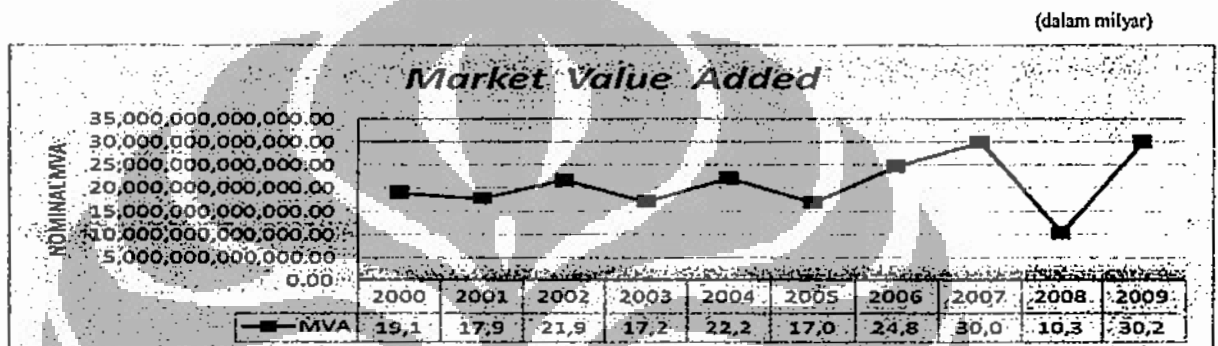 (dalam milyar)
Market Value Added
NOMINAL MVA
35,000,000,000,000.00
30,000,000,000,000.00
25,000,000,000,000.00
20,000,000,000,000.00
15,000,000,000,000.00
10,000,000,000,000.00
5,000,000,000,000.00
0.00
2000 2001 2002 2003 2004 2005 2006 2007 2008 2009
MVA 19,1 17,9 21,9 17,2 22,2 17,0 24,8 30,0 10,3 30,2